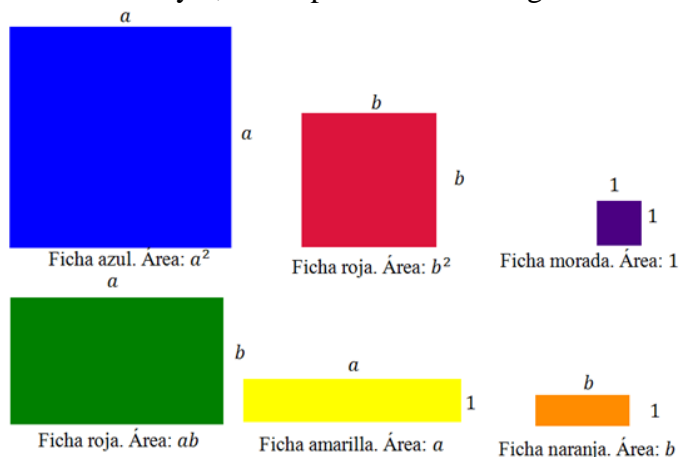 a
a
b
b
1
1
Ficha azul. Área: a²
Ficha roja. Área: b²
Ficha morada. Área: 1
a
b
a
1
b
1
Ficha roja. Área: ab
Ficha amarilla. Área: a
Ficha naranja. Área: b